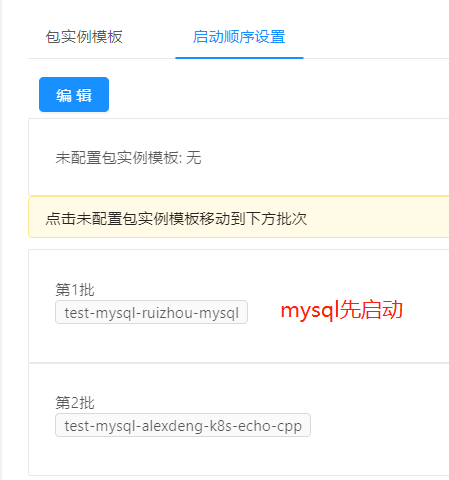 包实例模板 启动顺序设置
编 辑
未配置包实例模板: 无
点击未配置包实例模板移动到下方批次
第1批
test-mysql-ruizhou-mysql mysql先启动
第2批
test-mysql-alexdeng-k8s-echo-cpp